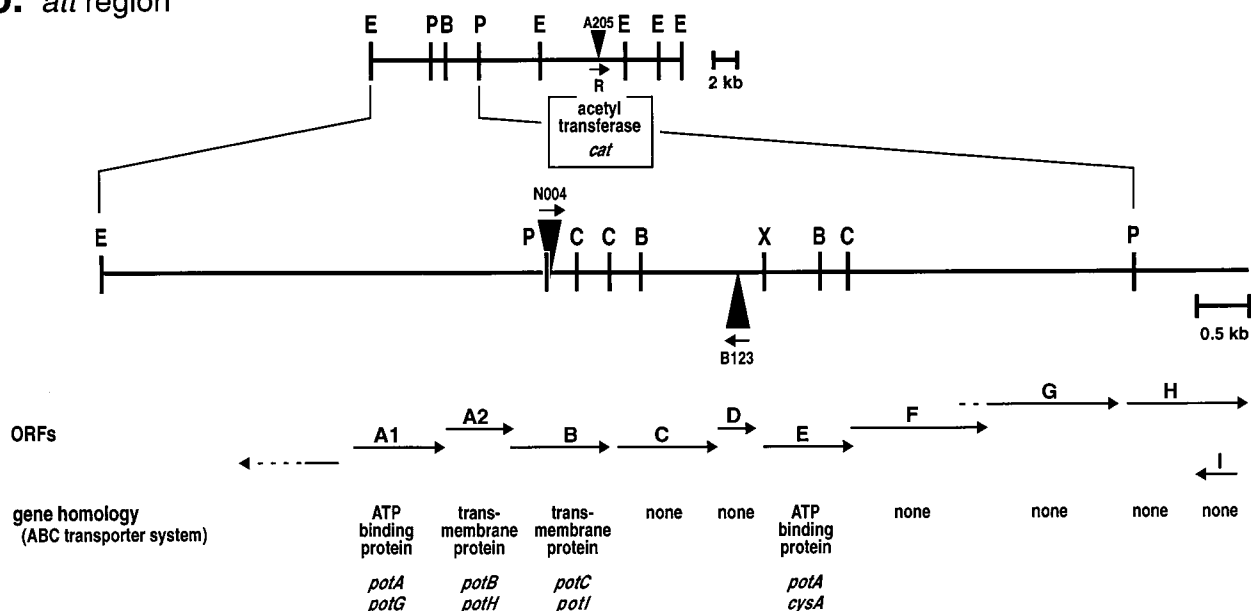 att region
E P B P E A205 E E E
R
2 kb
acetyl
transferase
cat
N004
E P C C B X B C P
0.5 kb
B123
ORFs
A1 A2 B C D E F G H I
gene homology
(ABC transporter system)
ATP
binding
protein
potA
potG
trans-
membrane
protein
potB
potH
trans-
membrane
protein
potC
potI
none
none
ATP
binding
protein
potA
cysA
none
none
none
none